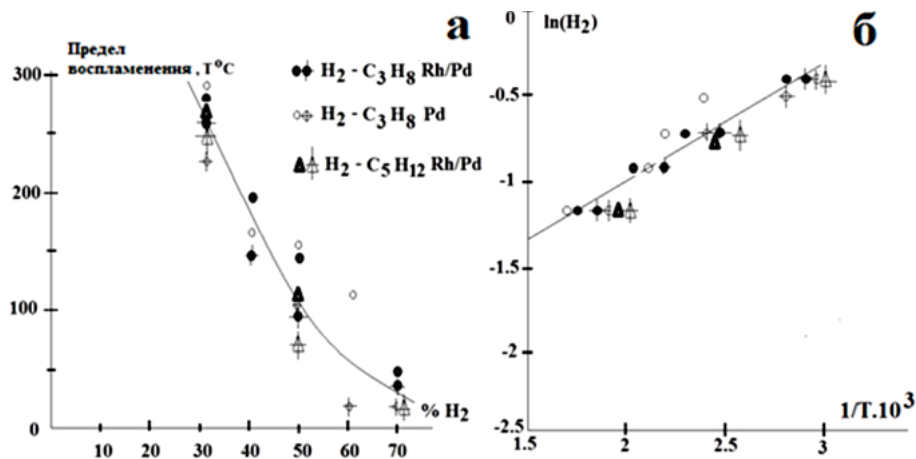 а
Предел
воспламенения , T°C
300
200
100
0
10 20 30 40 50 60 70
% H₂
H₂ - C₃ H₈ Rh/Pd
H₂ - C₃ H₈ Pd
H₂ - C₅ H₁₂ Rh/Pd
б
ln(H₂)
0
-0.5
-1
-1.5
-2
-2.5
1.5 2 2.5 3
1/T.10³